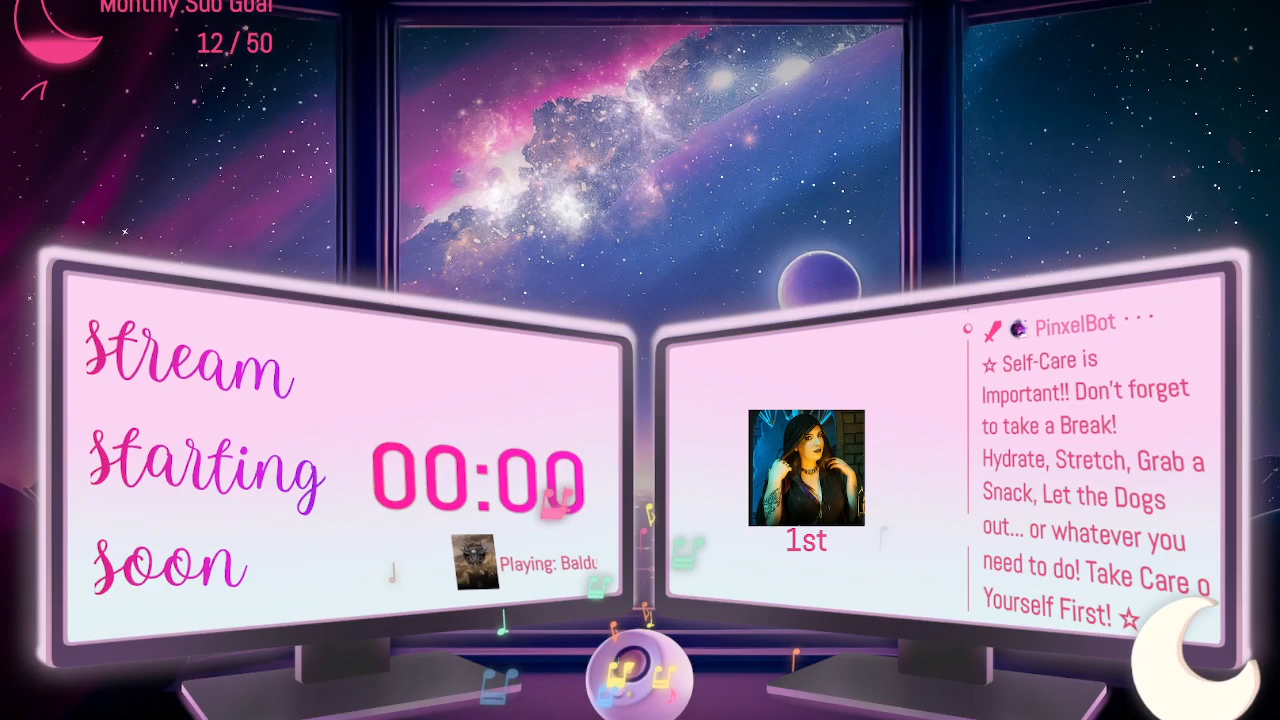 Monthly Sub Goal
12 / 50
stream
starting
soon
00:00
Playing: Baldu
1st
PinxelBot
☆ Self-Care is
Important!! Don't forget
to take a Break!
Hydrate, Stretch, Grab a
Snack, Let the Dogs
out... or whatever you
need to do! Take Care o
Yourself First! ☆